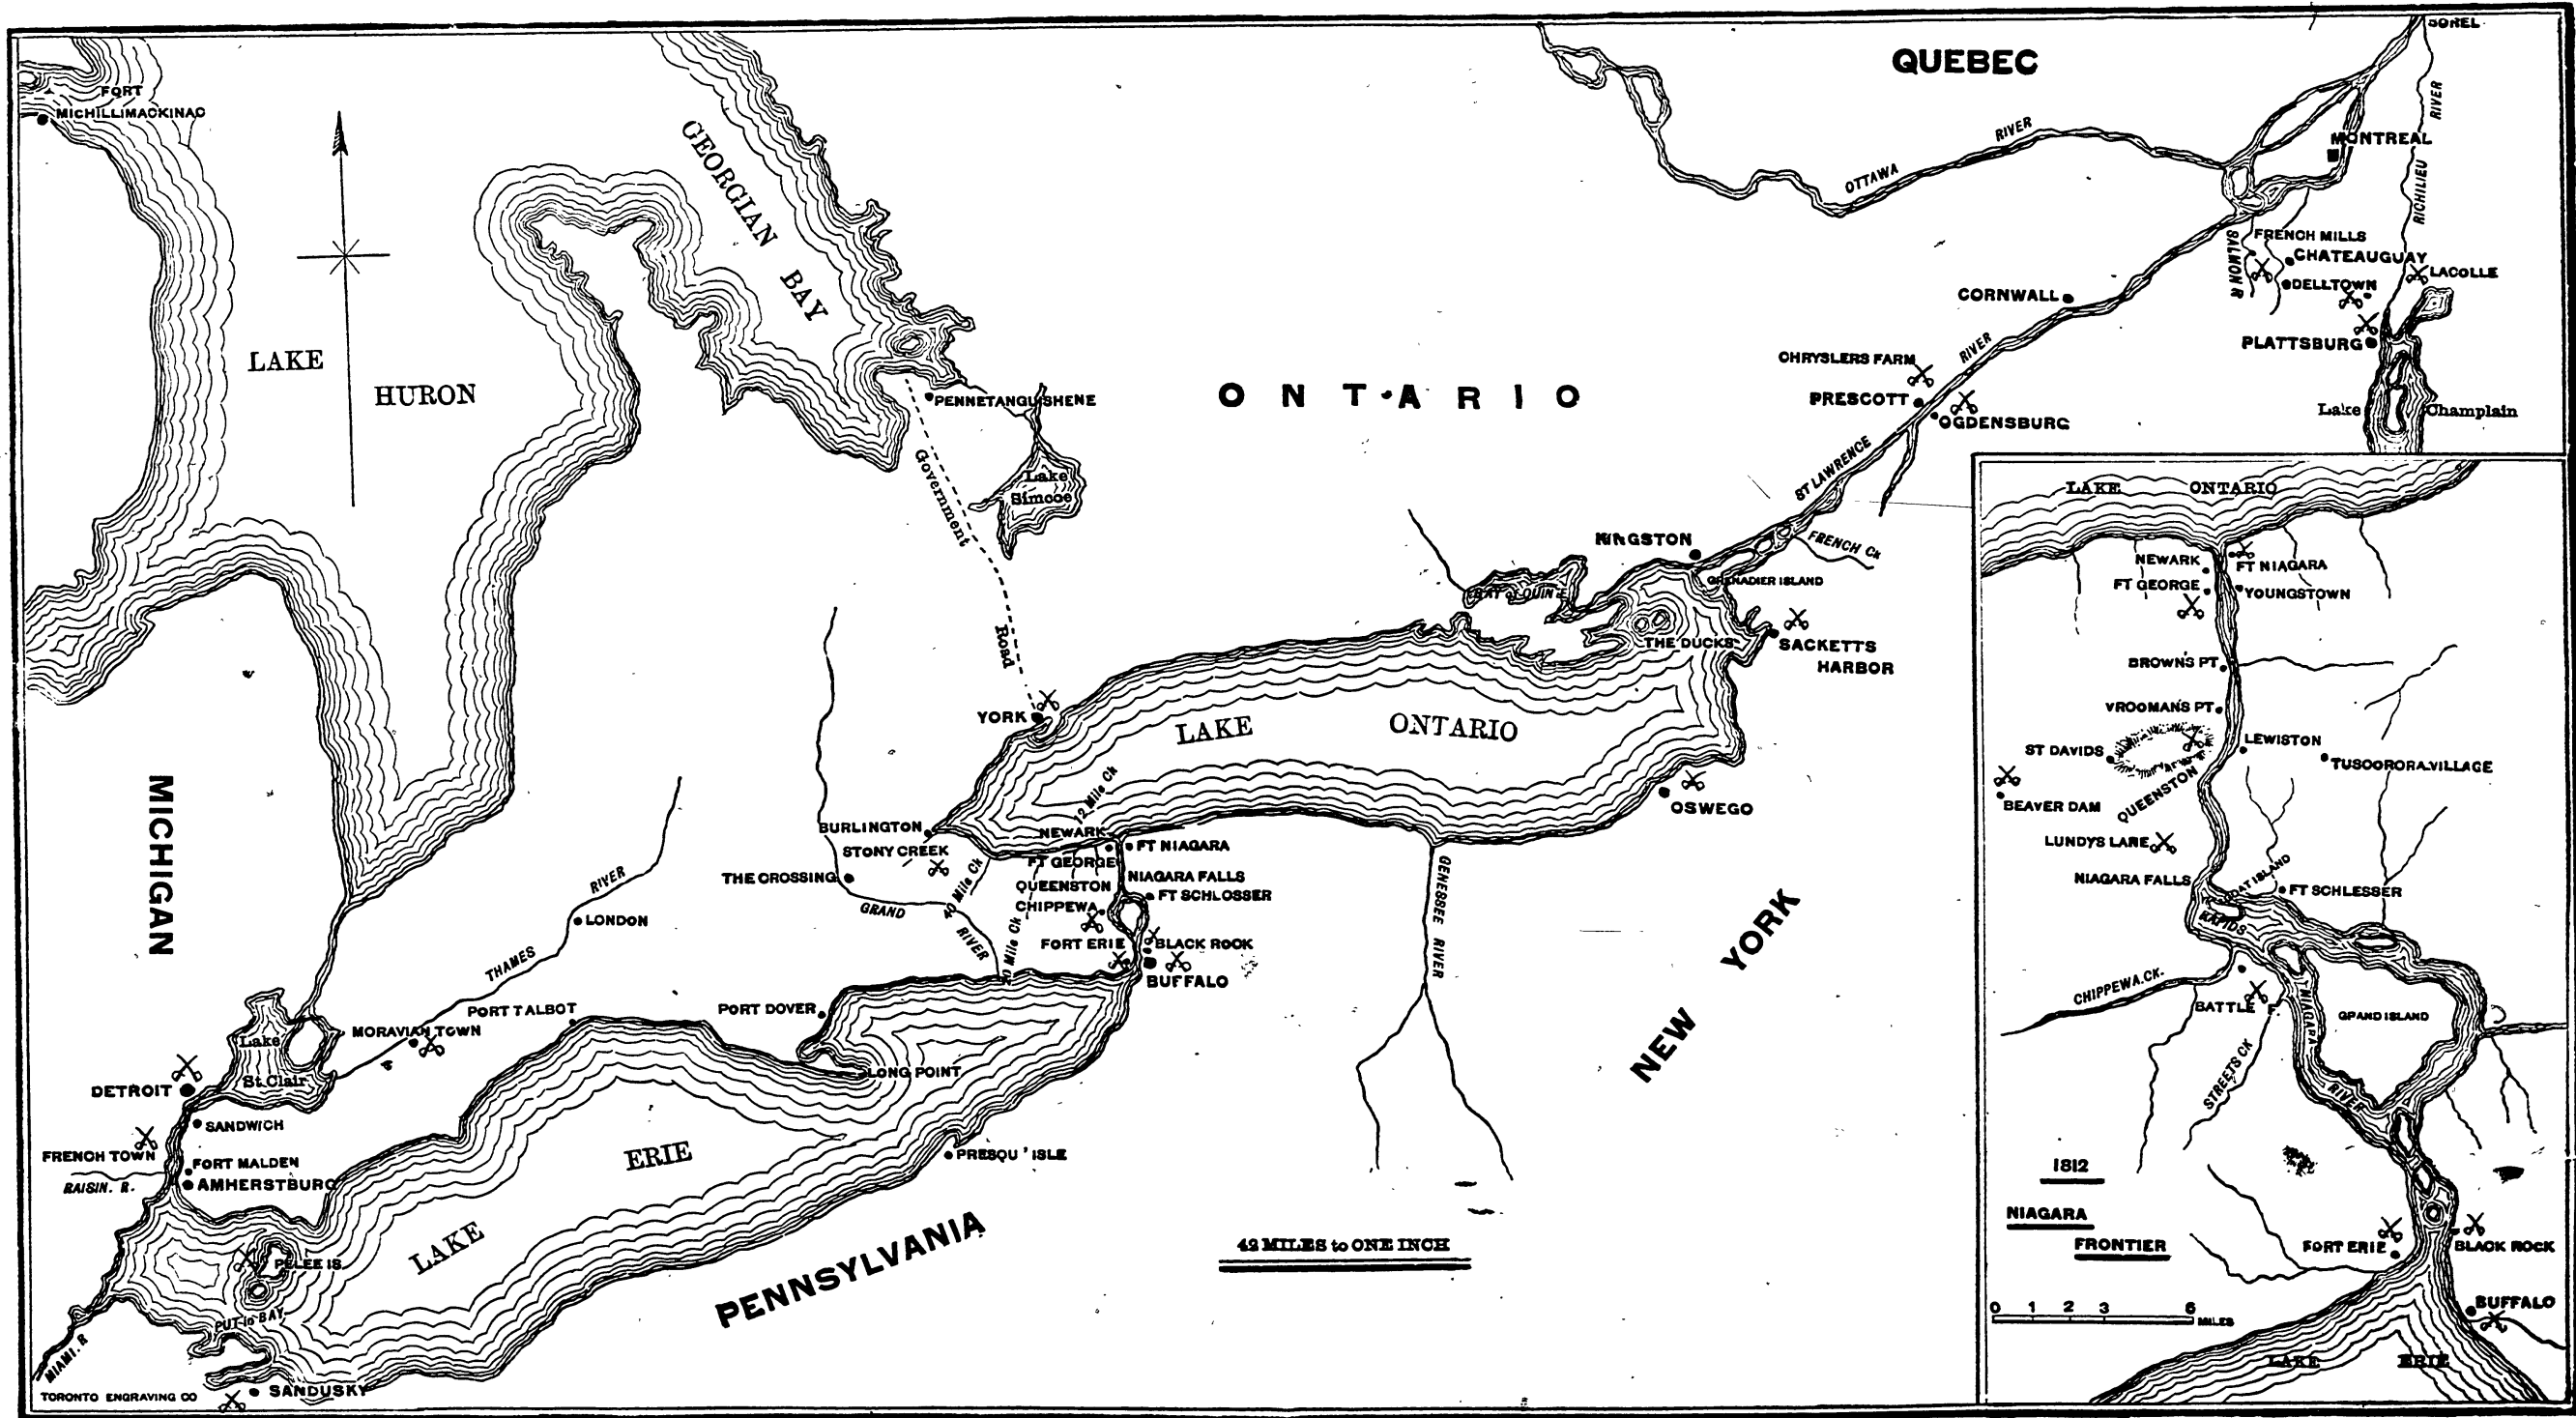 SOREL
QUEBEC
FORT
MICHILLIMACKINAC
GEORGIAN BAY
OTTAWA RIVER
MONTREAL
RICHILIEU RIVER
SALMON R
FRENCH MILLS
CHATEAUGUAY
LACOLLE
DELLTOWN
CORNWALL
PLATTSBURG
LAKE
HURON
CHRYSLERS FARM
PRESCOTT
OGDENSBURG
Lake Champlain
ONTARIO
PENNETANGUISHENE
ST LAWRENCE RIVER
Lake
Simcoe
Government Road
KINGSTON
FRENCH CK
GRENADIER ISLAND
THE DUCKS
SACKETTS
HARBOR
YORK
LAKE ONTARIO
OSWEGO
MICHIGAN
12 Mile Ck
BURLINGTON
NEWARK
STONY CREEK
FT NIAGARA
FT GEORGE
THE CROSSING
QUEENSTON
NIAGARA FALLS
FT SCHLOSSER
CHIPPEWA
40 Mile Ck
GRAND RIVER
20 Mile Ck
FORT ERIE
BLACK ROCK
BUFFALO
GENESSEE RIVER
NEW YORK
LONDON
THAMES RIVER
PORT TALBOT
PORT DOVER
MORAVIAN TOWN
LONG POINT
Lake
St. Clair
DETROIT
SANDWICH
FRENCH TOWN
FORT MALDEN
AMHERSTBURG
RAISIN. R.
LAKE ERIE
PRESQU' ISLE
PENNSYLVANIA
PELEE IS.
PUT in BAY
MIAMI. R
SANDUSKY
TORONTO ENGRAVING CO
42 MILES to ONE INCH
LAKE ONTARIO
NEWARK
FT NIAGARA
FT GEORGE
YOUNGSTOWN
BROWN'S PT
VROOMAN'S PT
ST DAVIDS
LEWISTON
TUSOORORA VILLAGE
BEAVER DAM
QUEENSTON
LUNDYS LANE
NIAGARA FALLS
GOAT ISLAND
FT SCHLESSER
RAPIDS
CHIPPEWA. CK.
BATTLE F.
NIAGARA RIVER
GRAND ISLAND
STREETS CK
1812
NIAGARA
FRONTIER
FORT ERIE
BLACK ROCK
BUFFALO
0 1 2 3 6
MILES
LAKE ERIE